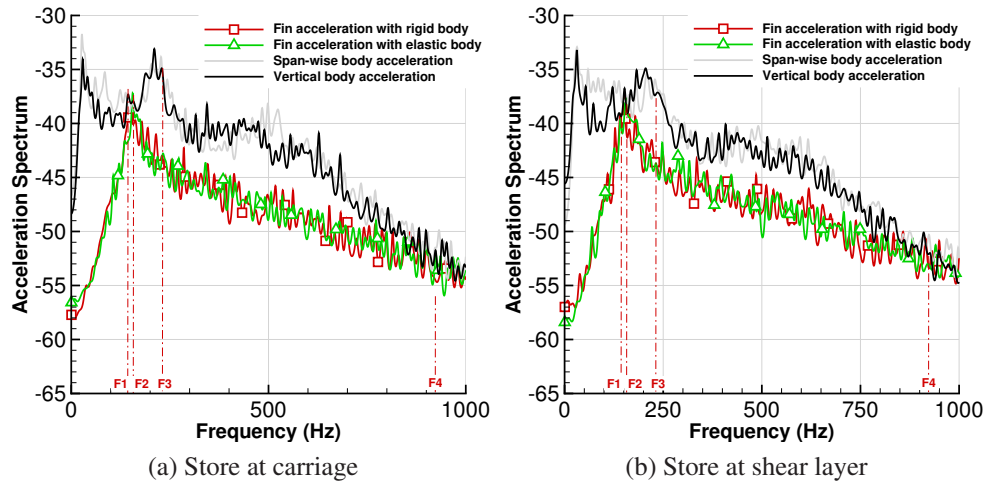 Acceleration Spectrum
-30
-35
-40
-45
-50
-55
-60
-65
Fin acceleration with rigid body
Fin acceleration with elastic body
Span-wise body acceleration
Vertical body acceleration
F1 F2 F3 F4
0 500 1000
Frequency (Hz)
(a) Store at carriage
Acceleration Spectrum
-30
-35
-40
-45
-50
-55
-60
-65
Fin acceleration with rigid body
Fin acceleration with elastic body
Span-wise body acceleration
Vertical body acceleration
F1 F2 F3 F4
0 250 500 750 1000
Frequency (Hz)
(b) Store at shear layer